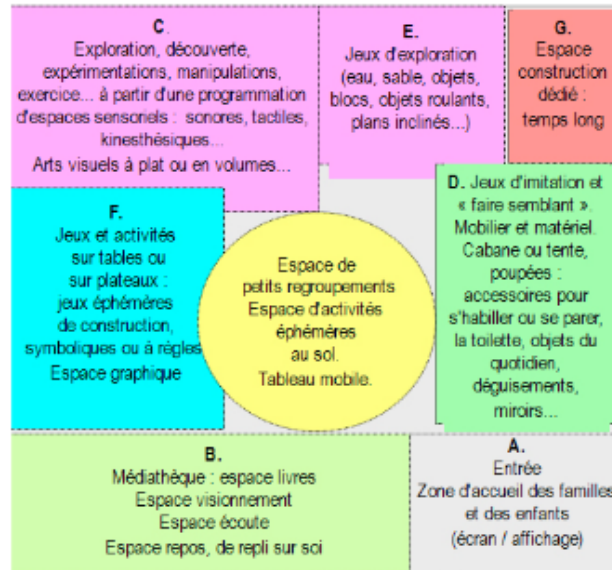 C.
Exploration, découverte,
expérimentations, manipulations,
exercice... à partir d'une programmation
d'espaces sensoriels : sonores, tactiles,
kinesthésiques...
Arts visuels à plat ou en volumes...
E.
Jeux d'exploration
(eau, sable, objets,
blocs, objets roulants,
plans inclinés...)
G.
Espace
construction
dédié :
temps long
F.
Jeux et activités
sur tables ou
sur plateaux :
jeux éphémères
de construction,
symboliques ou à règles
Espace graphique
Espace de
petits regroupements
Espace d'activités
éphémères
au sol.
Tableau mobile.
D. Jeux d'imitation et
« faire semblant ».
Mobilier et matériel.
Cabane ou tente,
poupées :
accessoires pour
s'habiller ou se parer,
la toilette, objets du
quotidien,
déguisements,
miroirs...
B.
Médiathèque : espace livres
Espace visionnement
Espace écoute
Espace repos, de repli sur soi
A.
Entrée
Zone d'accueil des familles
et des enfants
(écran / affichage)